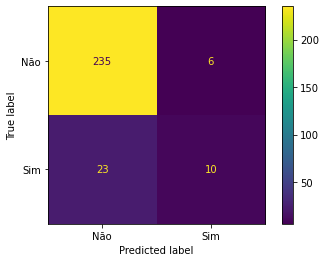 Não
235
6
Sim
23
10
Não
Sim
True label
Predicted label
200
150
100
50